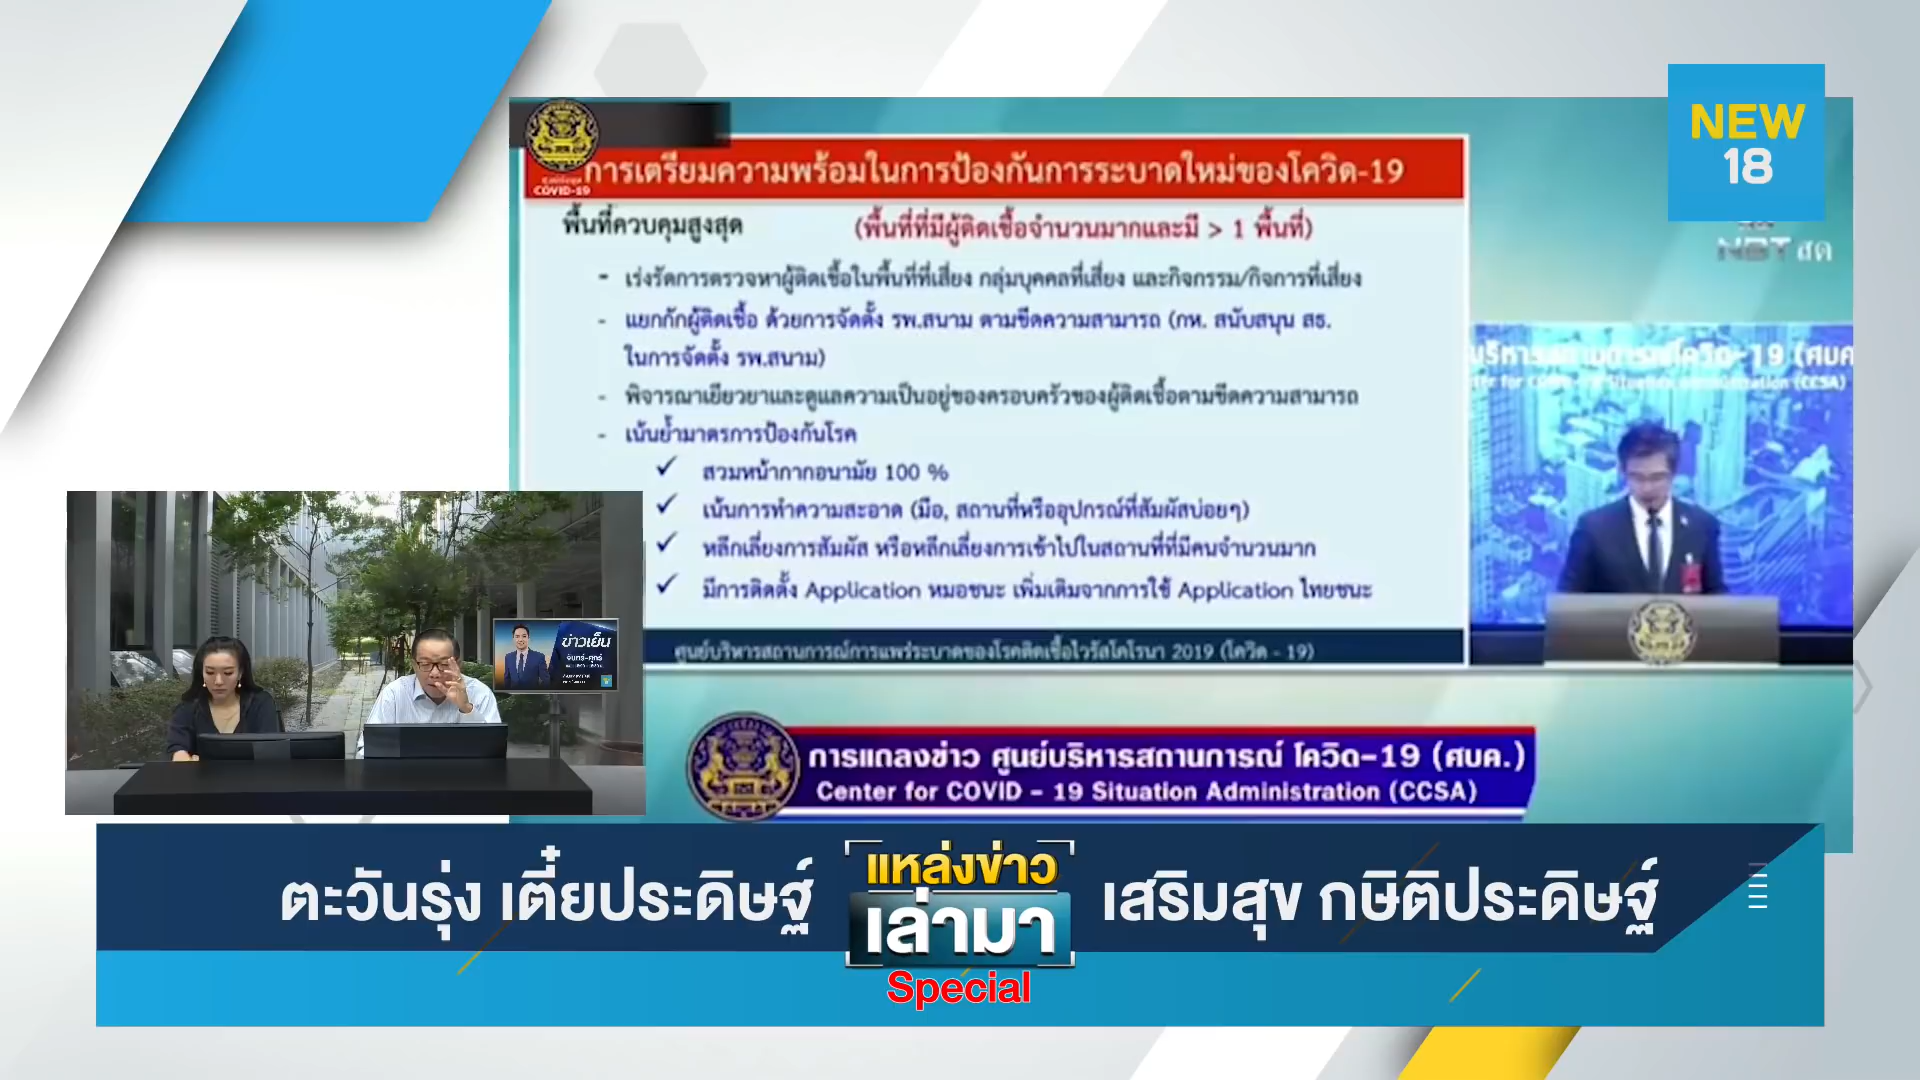 NEW
18
NBT สด
COVID-19
การเตรียมความพร้อมในการป้องกันการระบาดใหม่ของโควิด-19
พื้นที่ควบคุมสูงสุด (พื้นที่ที่มีผู้ติดเชื้อจำนวนมากและมี > 1 พื้นที่)
- เร่งรัดการตรวจหาผู้ติดเชื้อในพื้นที่ที่เสี่ยง กลุ่มบุคคลที่เสี่ยง และกิจกรรม/กิจการที่เสี่ยง
- แยกกักผู้ติดเชื้อ ด้วยการจัดตั้ง รพ.สนาม ตามขีดความสามารถ (กห. สนับสนุน สธ.
ในการจัดตั้ง รพ.สนาม)
- พิจารณาเยียวยาและดูแลความเป็นอยู่ของครอบครัวของผู้ติดเชื้อตามขีดความสามารถ
- เน้นย้ำมาตรการป้องกันโรค
✓ สวมหน้ากากอนามัย 100 %
✓ เน้นการทำความสะอาด (มือ, สถานที่หรืออุปกรณ์ที่สัมผัสบ่อยๆ)
✓ หลีกเลี่ยงการสัมผัส หรือหลีกเลี่ยงการเข้าไปในสถานที่ที่มีคนจำนวนมาก
✓ มีการติดตั้ง Application หมอชนะ เพิ่มเติมจากการใช้ Application ไทยชนะ
ศูนย์บริหารสถานการณ์การแพร่ระบาดของโรคติดเชื้อไวรัสโคโรนา 2019 (โควิด - 19)
ข่าวเย็น
จันทร์-ศุกร์
การแถลงข่าว ศูนย์บริหารสถานการณ์ โควิด-19 (ศบค.)
Center for COVID - 19 Situation Administration (CCSA)
ตะวันรุ่ง เตี๋ยประดิษฐ์
แหล่งข่าว
เล่ามา
Special
เสริมสุข กษิติประดิษฐ์